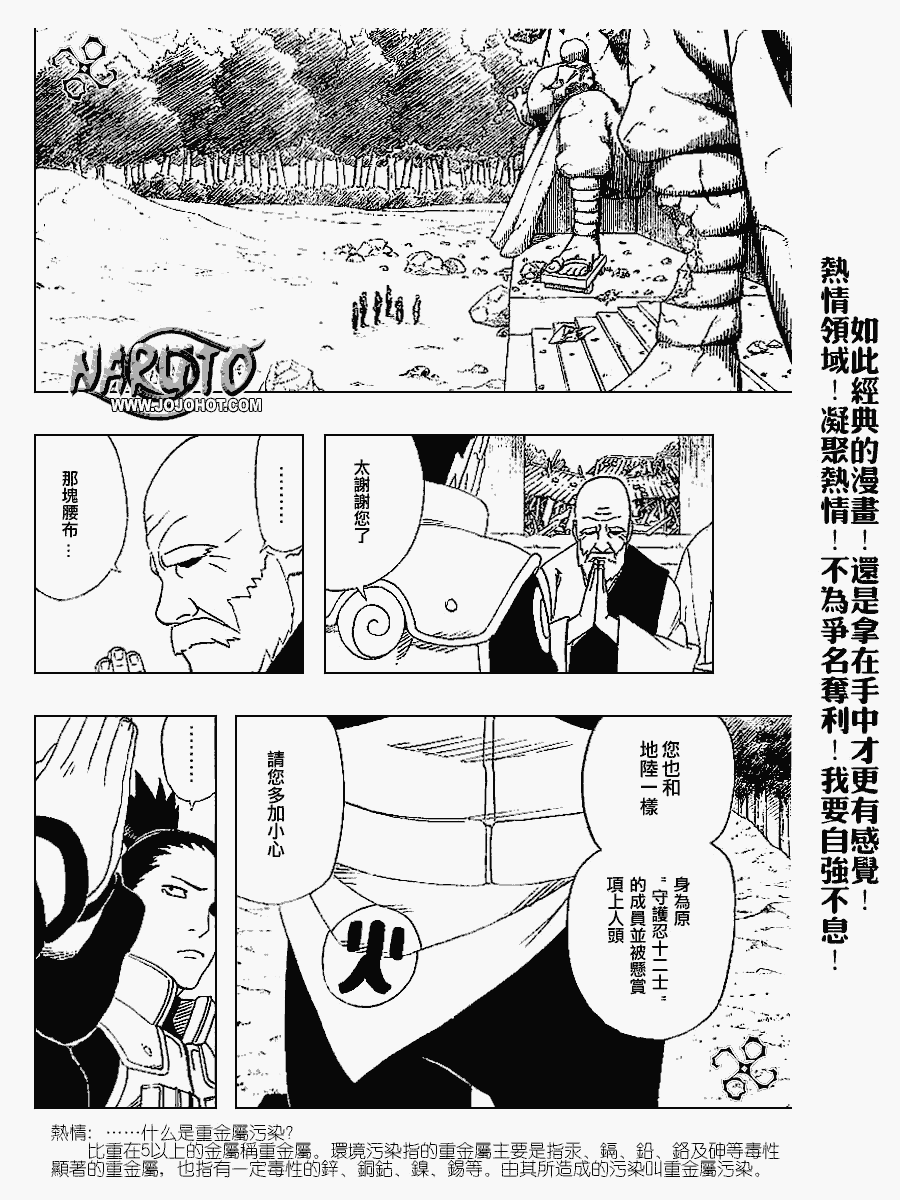 NARUTO
WWW.JOJOHOT.COM
如此經典的漫畫！還是拿在手中才更有感覺！
熱情領域！凝聚熱情！不為爭名奪利！我要自強不息！
太謝謝您了
………
那塊腰布…
您也和
地陸一樣
身為原
“守護忍十二士”
的成員並被懸賞
項上人頭
請您多加小心
火
………
熱情：……什么是重金屬污染?
比重在5以上的金屬稱重金屬。環境污染指的重金屬主要是指汞、鎘、鉛、鉻及砷等毒性
顯著的重金屬，也指有一定毒性的鋅、銅鈷、鎳、錫等。由其所造成的污染叫重金屬污染。